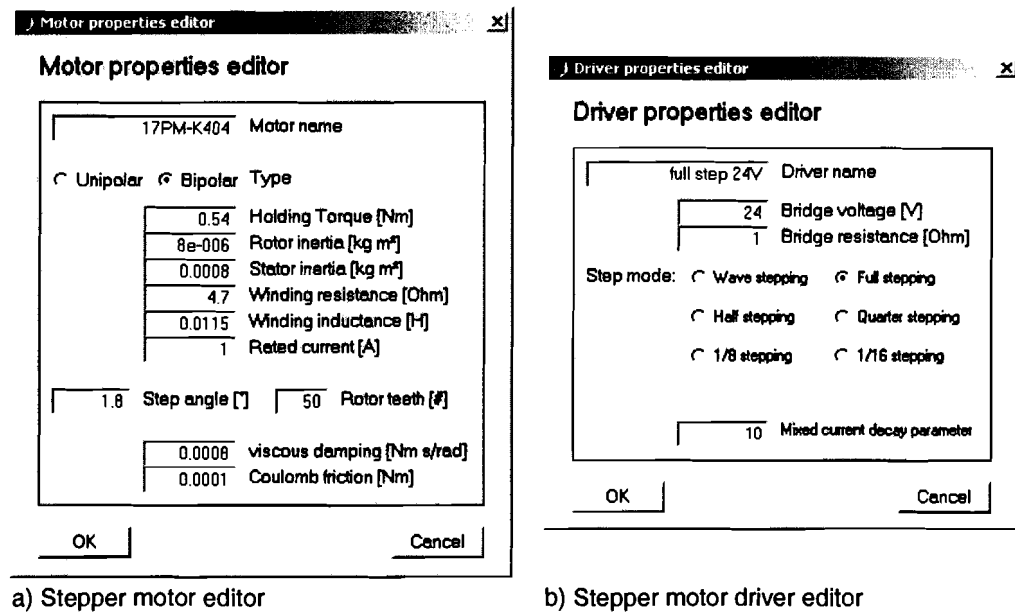 Motor properties editor
Motor properties editor
17PM-K404 Motor name
Unipolar Bipolar Type
0.54 Holding Torque [Nm]
8e-006 Rotor inertia [kg m²]
0.0008 Stator inertia [kg m²]
4.7 Winding resistance [Ohm]
0.0115 Winding inductance [H]
1 Rated current [A]
1.8 Step angle [°] 50 Rotor teeth [#]
0.0008 viscous damping [Nm s/rad]
0.0001 Coulomb friction [Nm]
OK Cancel
a) Stepper motor editor
Driver properties editor
Driver properties editor
full step 24V Driver name
24 Bridge voltage [V]
1 Bridge resistance [Ohm]
Step mode: Wave stepping Full stepping
Half stepping Quarter stepping
1/8 stepping 1/16 stepping
10 Mixed current decay parameter
OK Cancel
b) Stepper motor driver editor